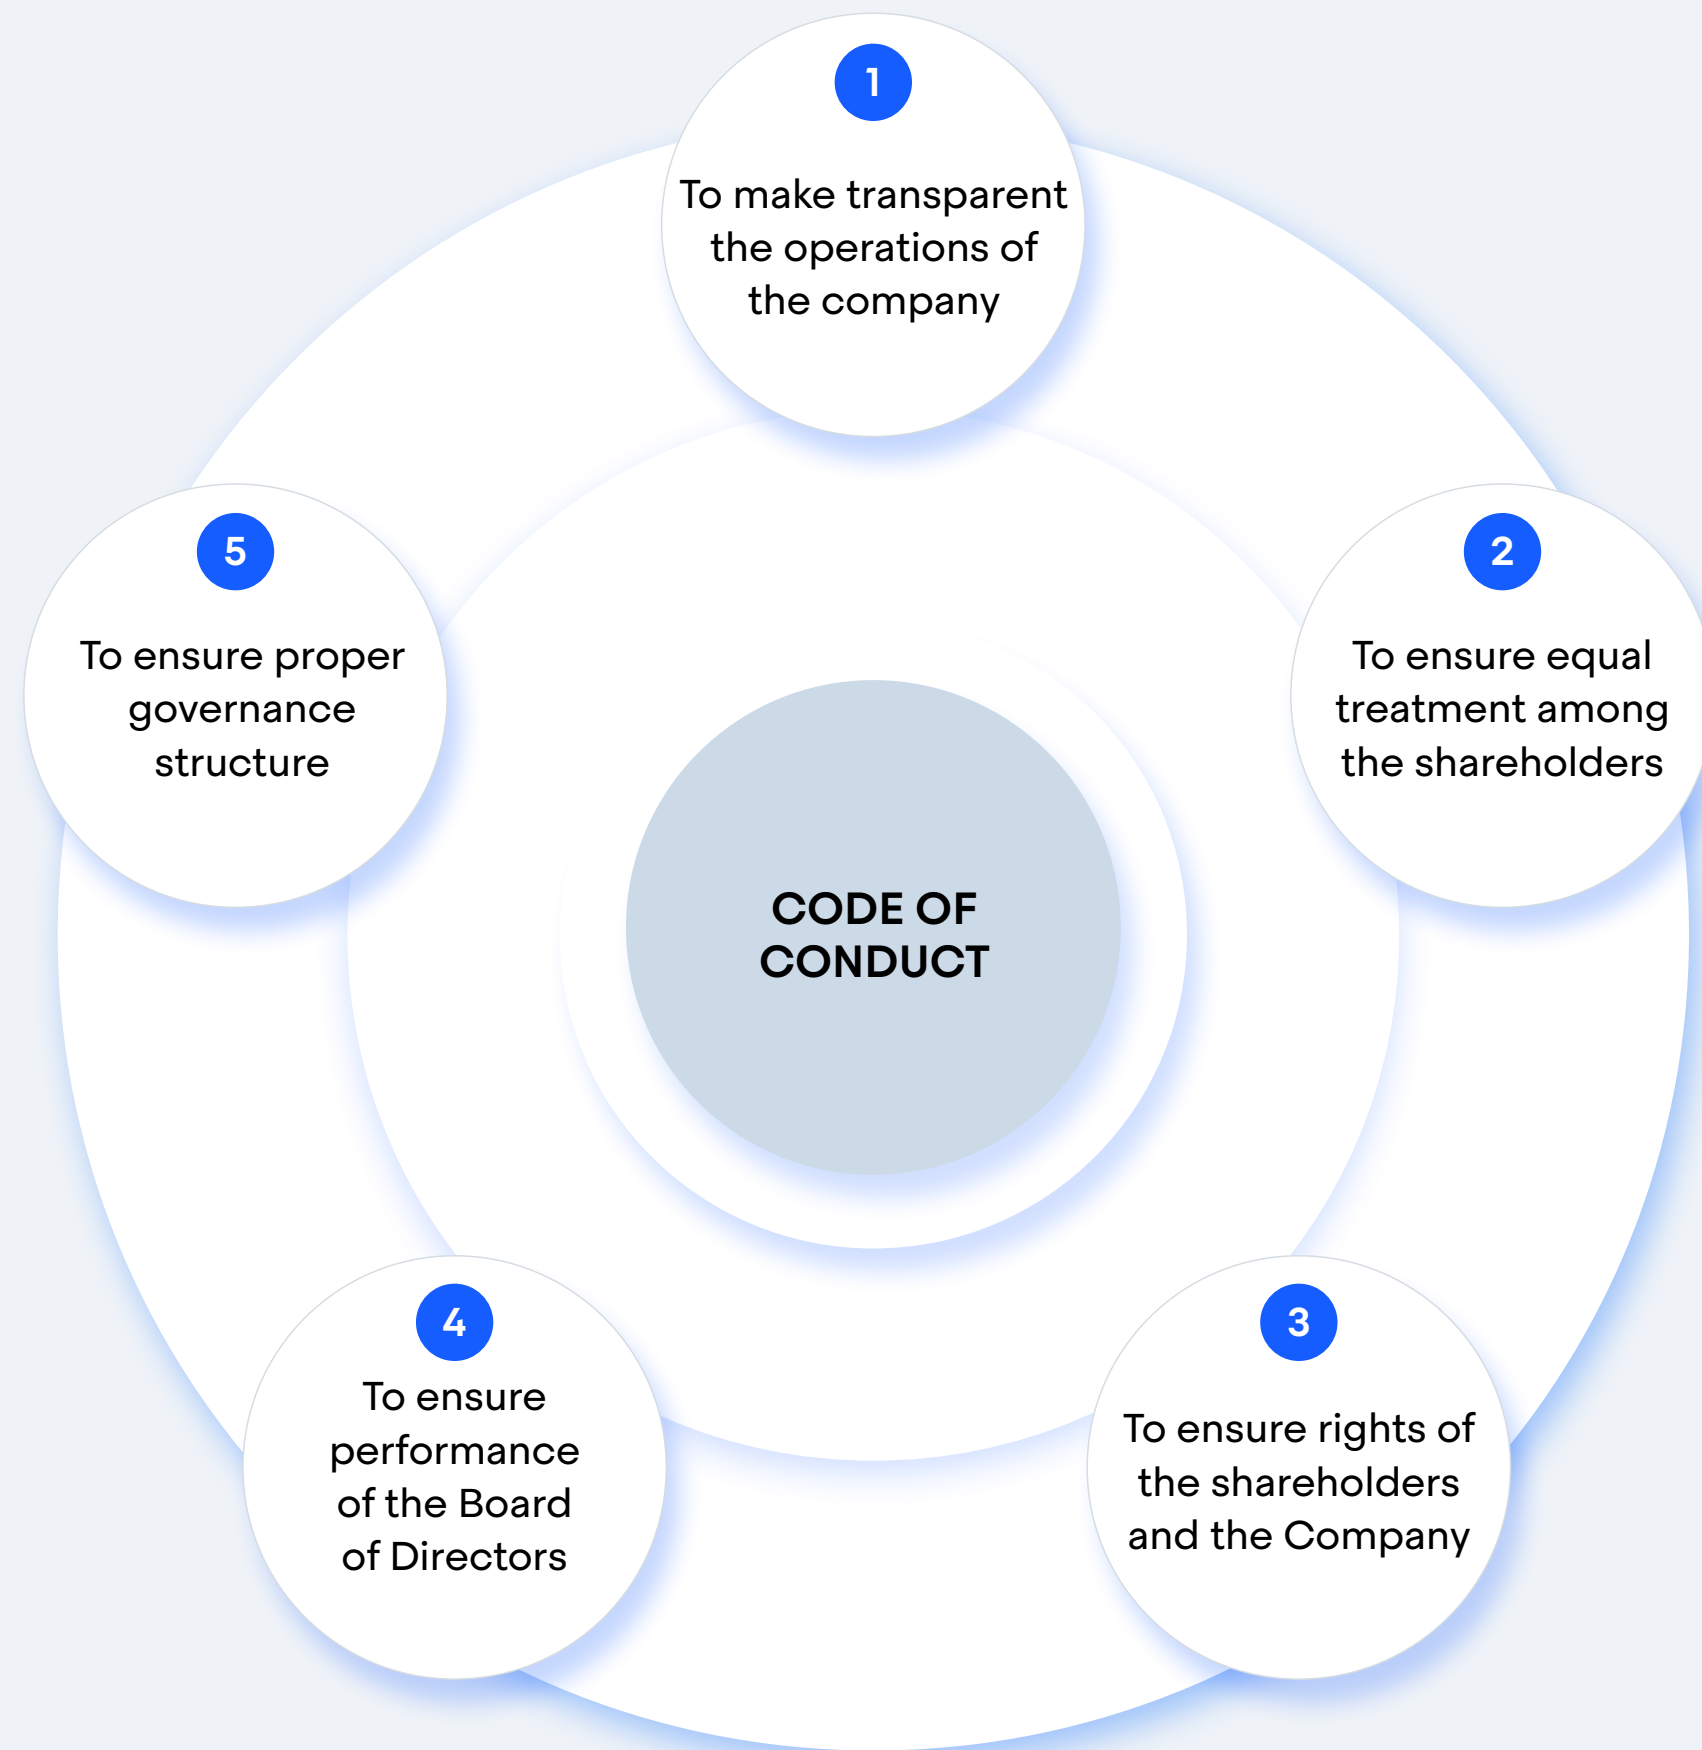 1
To make transparent
the operations of
the company
2
To ensure equal
treatment among
the shareholders
3
To ensure rights of
the shareholders
and the Company
4
To ensure
performance
of the Board
of Directors
5
To ensure proper
governance
structure
CODE OF
CONDUCT